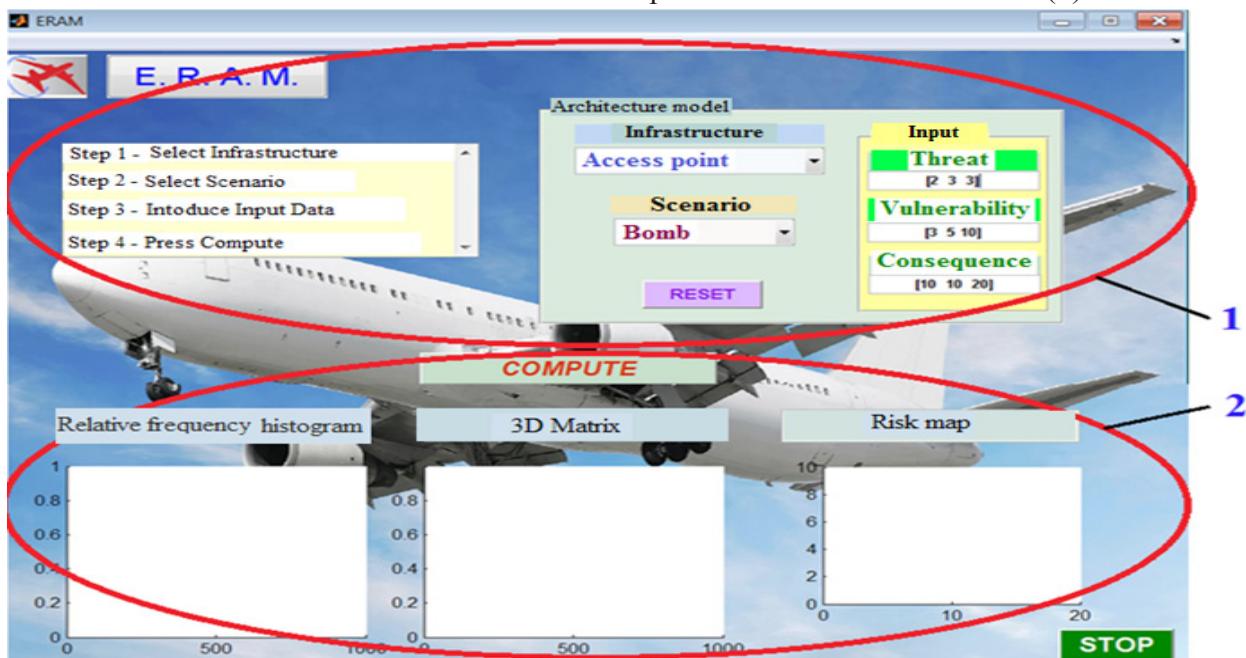 ERAM
E. R. A. M.
Step 1 - Select Infrastructure
Step 2 - Select Scenario
Step 3 - Intoduce Input Data
Step 4 - Press Compute
Architecture model
Infrastructure
Access point
Scenario
Bomb
RESET
Input
Threat
[2 3 3]
Vulnerability
[3 5 10]
Consequence
[10 10 20]
1
COMPUTE
2
Relative frequency histogram
3D Matrix
Risk map
1
0.8
0.6
0.4
0.2
0
0 500 1000
0.8
0.6
0.4
0.2
0
500 1000
10
8
6
4
2
0
0 10 20
STOP